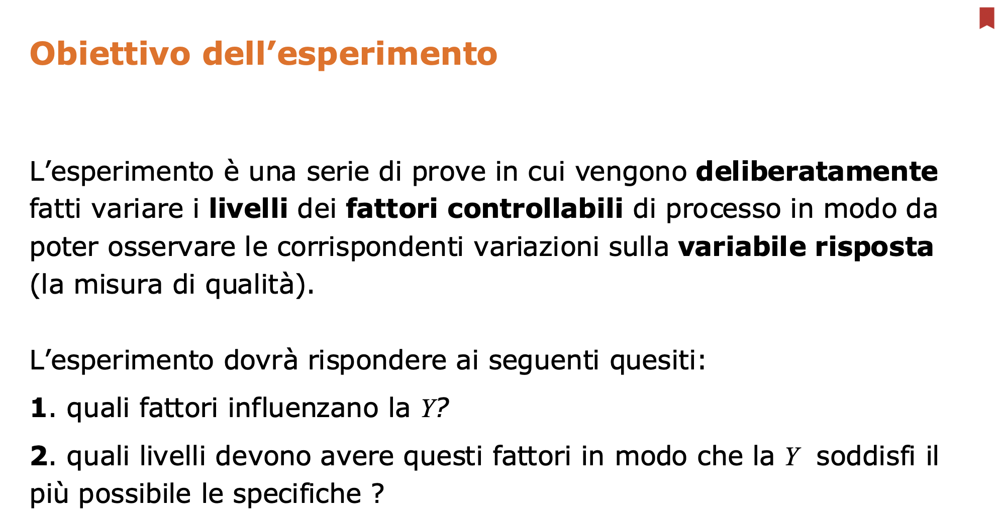 Obiettivo dell’esperimento
L’esperimento è una serie di prove in cui vengono deliberatamente
fatti variare i livelli dei fattori controllabili di processo in modo da
poter osservare le corrispondenti variazioni sulla variabile risposta
(la misura di qualità).
L’esperimento dovrà rispondere ai seguenti quesiti:
1. quali fattori influenzano la Y?
2. quali livelli devono avere questi fattori in modo che la Y soddisfi il
più possibile le specifiche ?